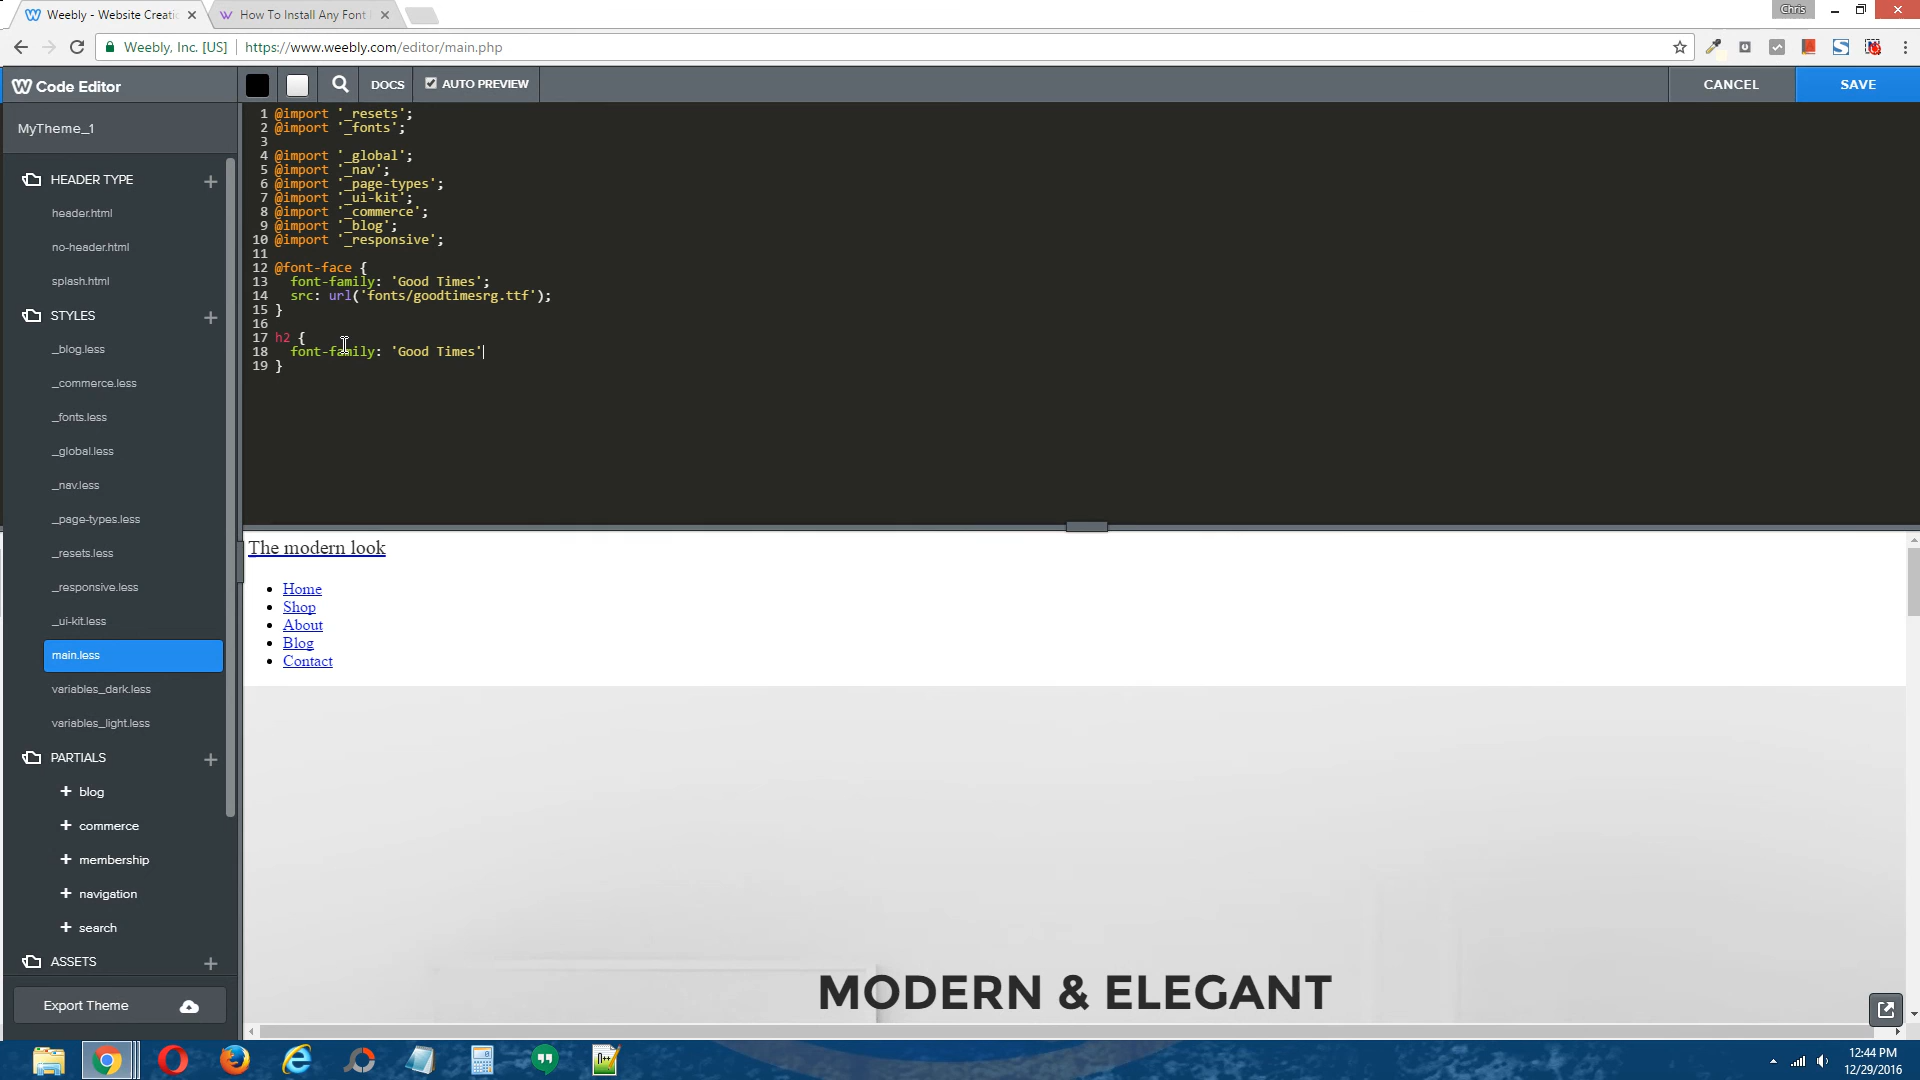 Weebly - Website Creatio
How To Install Any Font
Chris
Weebly, Inc. [US]
https://www.weebly.com/editor/main.php
Code Editor
DOCS
AUTO PREVIEW
CANCEL
SAVE
MyTheme_1
HEADER TYPE
header.html
no-header.html
splash.html
STYLES
_blog.less
_commerce.less
_fonts.less
_global.less
_nav.less
_page-types.less
_resets.less
_responsive.less
_ui-kit.less
main.less
variables_dark.less
variables_light.less
PARTIALS
blog
commerce
membership
navigation
search
ASSETS
Export Theme
1 @import '_resets';
2 @import '_fonts';
3
4 @import '_global';
5 @import '_nav';
6 @import '_page-types';
7 @import '_ui-kit';
8 @import '_commerce';
9 @import '_blog';
10 @import '_responsive';
11
12 @font-face {
13 font-family: 'Good Times';
14 src: url('fonts/goodtimesrg.ttf');
15 }
16
17 h2 {
18 font-family: 'Good Times'
19 }
The modern look
Home
Shop
About
Blog
Contact
MODERN & ELEGANT
12:44 PM
12/29/2016